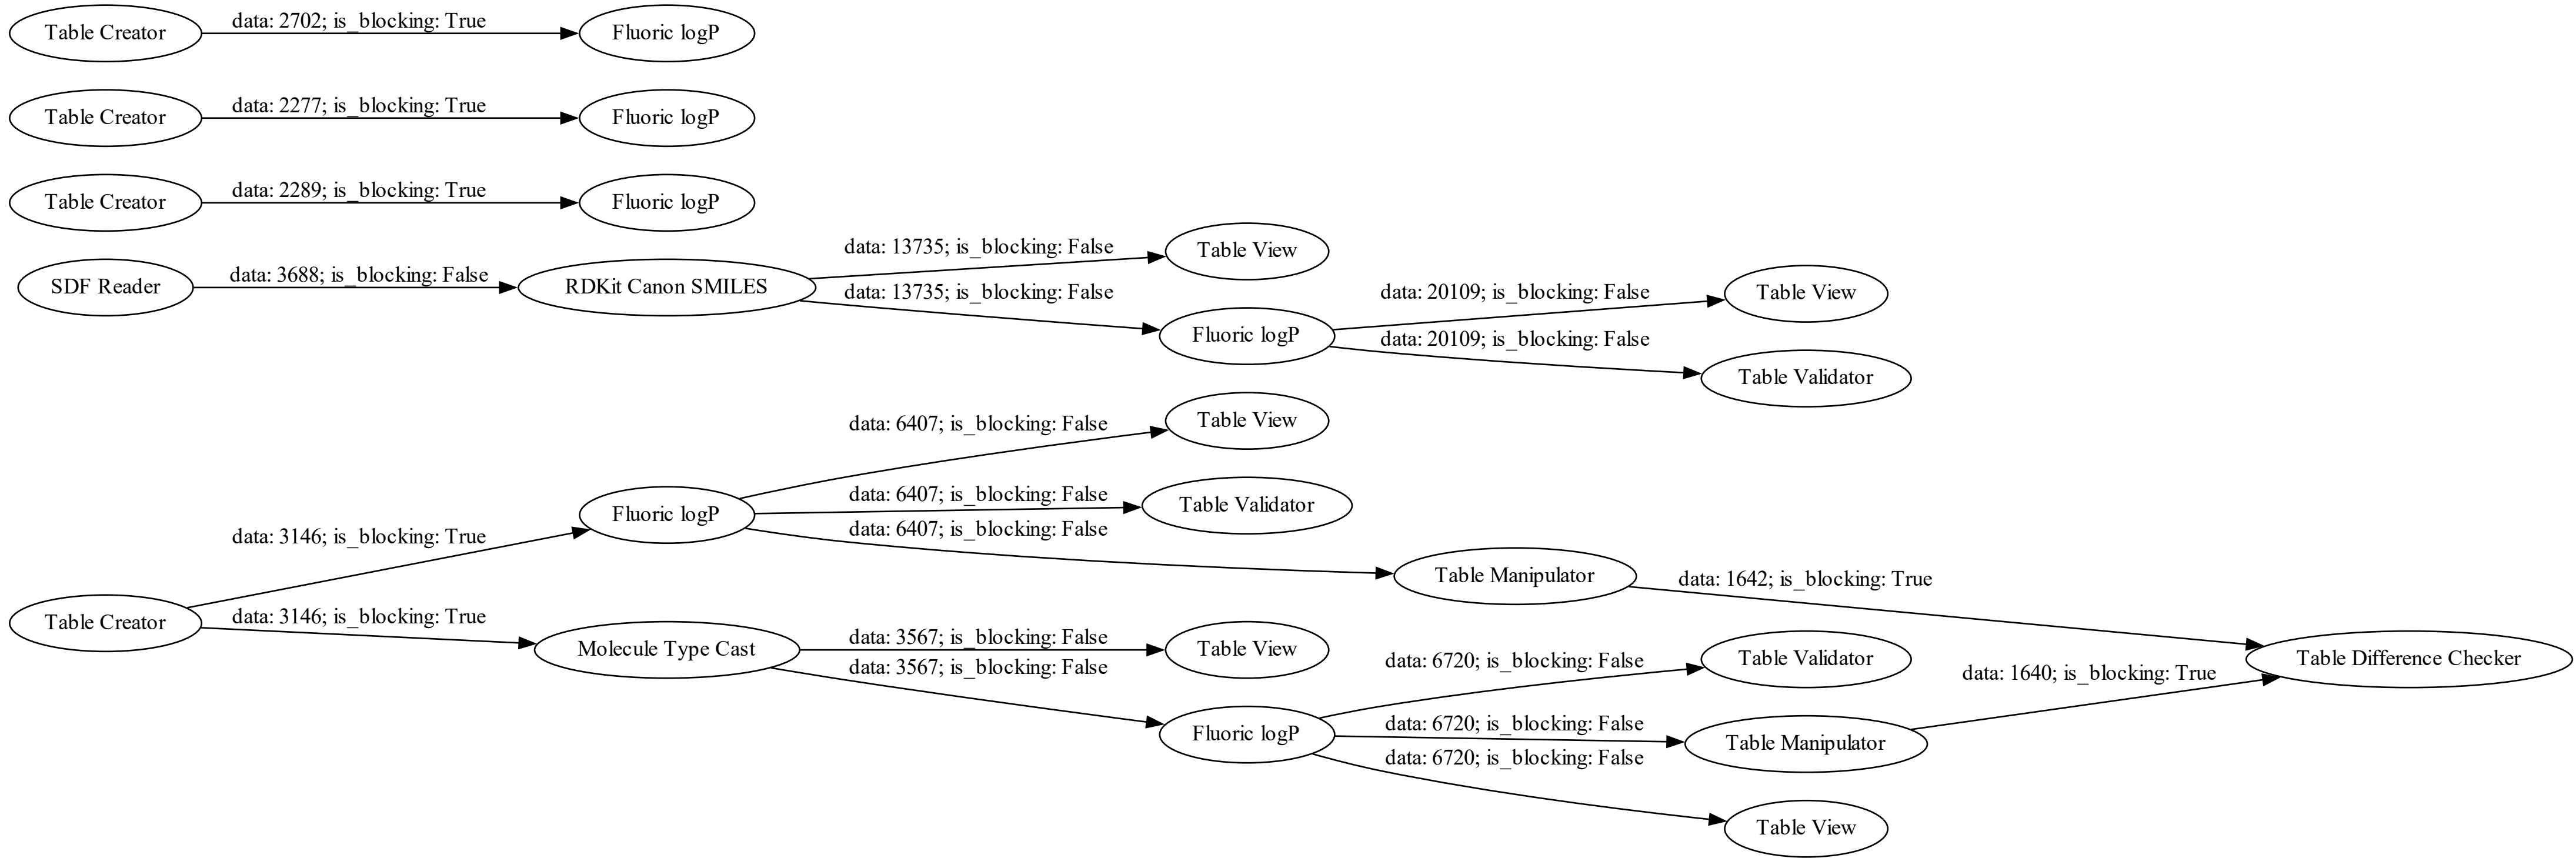 Table Creator
data: 2702; is_blocking: True
Fluoric logP
Table Creator
data: 2277; is_blocking: True
Fluoric logP
Table Creator
data: 2289; is_blocking: True
Fluoric logP
SDF Reader
data: 3688; is_blocking: False
RDKit Canon SMILES
data: 13735; is_blocking: False
Table View
data: 13735; is_blocking: False
Fluoric logP
data: 20109; is_blocking: False
Table View
data: 20109; is_blocking: False
Table Validator
Table Creator
data: 3146; is_blocking: True
Fluoric logP
data: 6407; is_blocking: False
Table View
data: 6407; is_blocking: False
Table Validator
data: 6407; is_blocking: False
Table Manipulator
data: 1642; is_blocking: True
data: 3146; is_blocking: True
Molecule Type Cast
data: 3567; is_blocking: False
Table View
data: 3567; is_blocking: False
Fluoric logP
data: 6720; is_blocking: False
Table Validator
data: 6720; is_blocking: False
Table Manipulator
data: 1640; is_blocking: True
Table Difference Checker
data: 6720; is_blocking: False
Table View